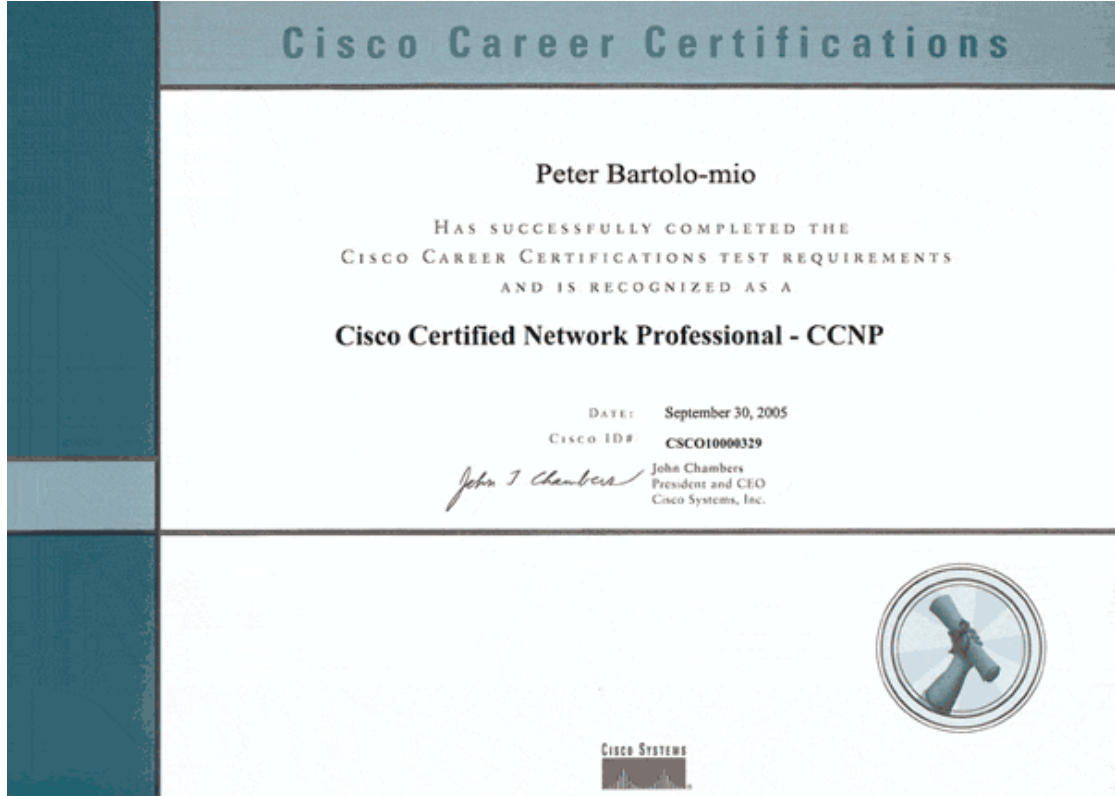 Cisco Career Certifications
Peter Bartolo-mio
HAS SUCCESSFULLY COMPLETED THE
CISCO CAREER CERTIFICATIONS TEST REQUIREMENTS
AND IS RECOGNIZED AS A
Cisco Certified Network Professional - CCNP
DATE: September 30, 2005
CISCO ID# CSCO10000329
John T Chambers
John Chambers
President and CEO
Cisco Systems, Inc.
CISCO SYSTEMS